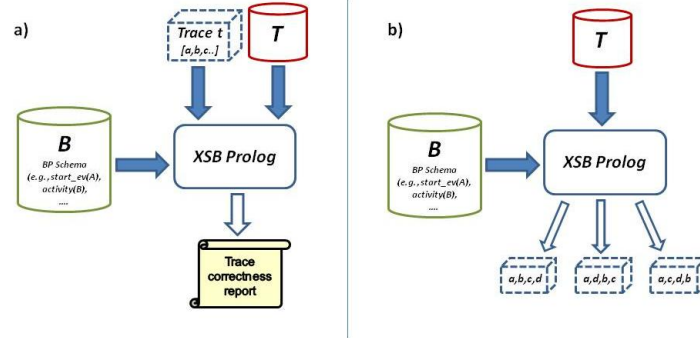 a)
Trace t
[a,b,c..]
T
B
BP Schema
(e.g.,start_ev(A),
activity(B),
....
XSB Prolog
Trace
correctness
report
b)
T
B
BP Schema
(e.g.,start_ev(A),
activity(B),
....
XSB Prolog
a,b,c,d
a,d,b,c
a,c,d,b